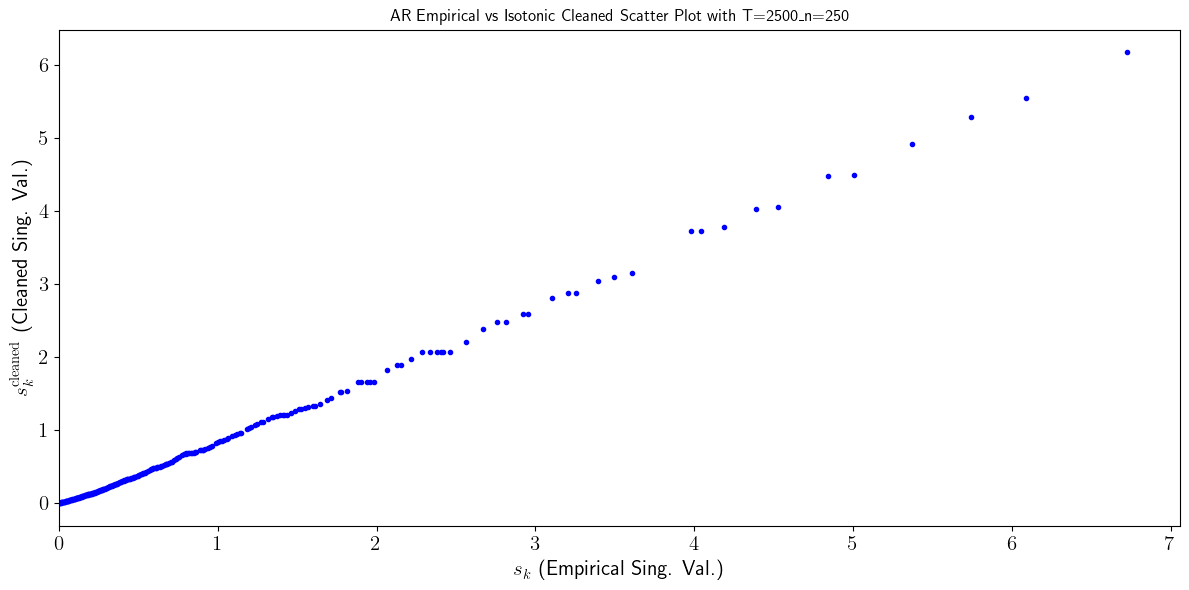 AR Empirical vs Isotonic Cleaned Scatter Plot with T=2500_n=250
6
5
4
3
2
1
0
s_k^cleaned (Cleaned Sing. Val.)
0 1 2 3 4 5 6 7
s_k (Empirical Sing. Val.)